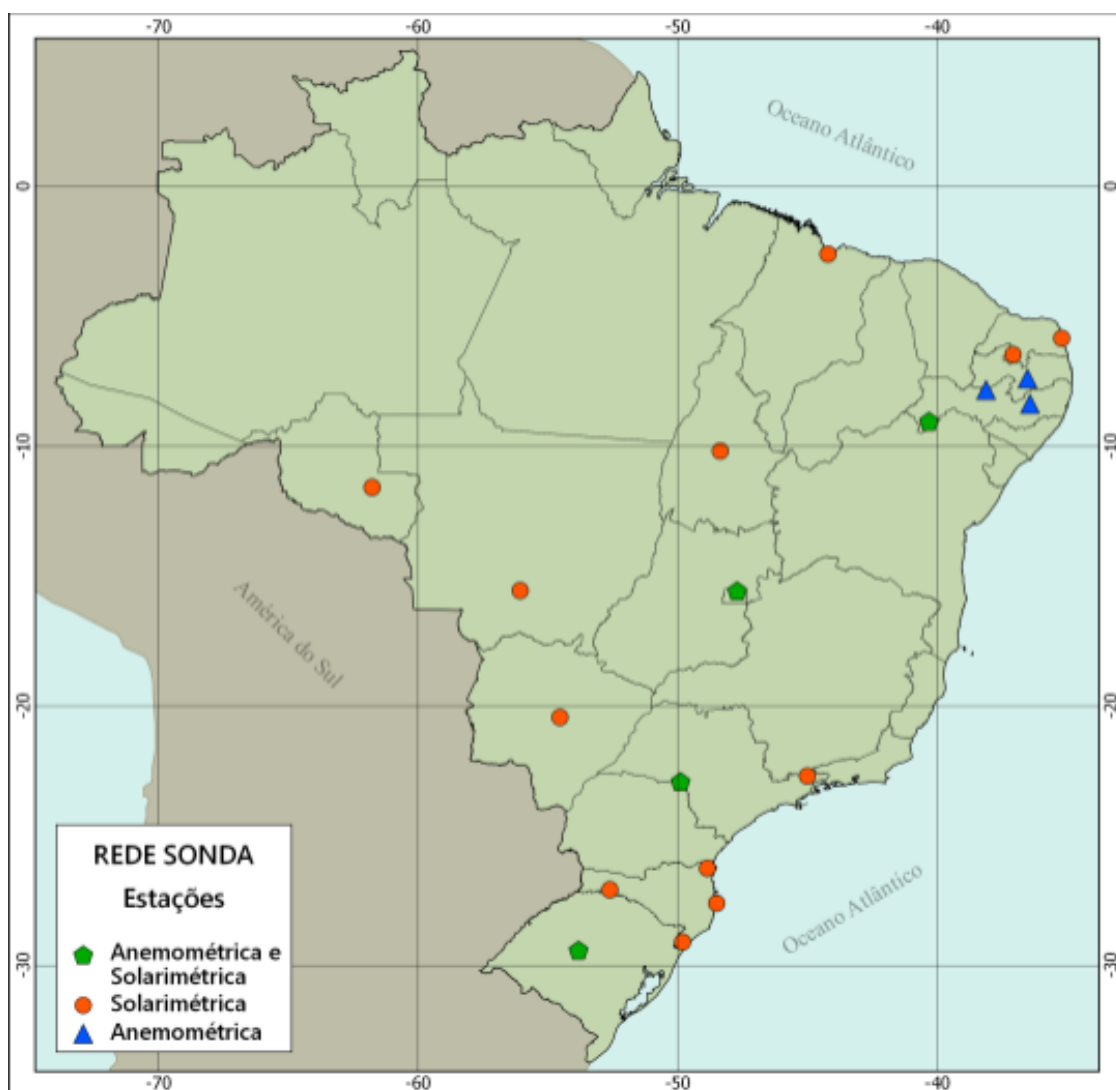 -70 -60 -50 -40
Oceano Atlântico
0 0
-10 -10
América do Sul
-20 -20
Oceano Atlântico
REDE SONDA
Estações
Anemométrica e
Solarimétrica
Solarimétrica
Anemométrica
-30 -30
-70 -60 -50 -40